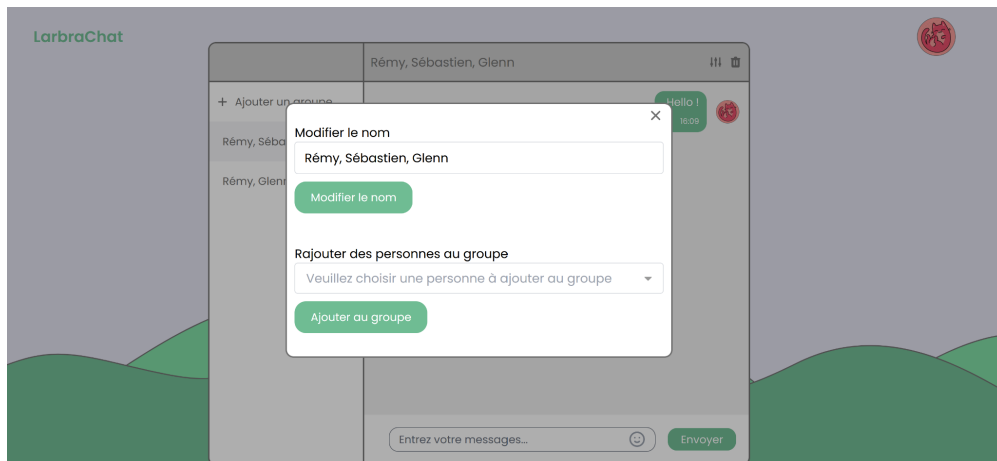 LarbraChat
Rémy, Sébastien, Glenn
+ Ajouter un groupe
Hello !
16:09
Rémy, Séba
Rémy, Glenn
Modifier le nom
Rémy, Sébastien, Glenn
Modifier le nom
Rajouter des personnes au groupe
Veuillez choisir une personne à ajouter au groupe
Ajouter au groupe
Entrez votre messages...
Envoyer